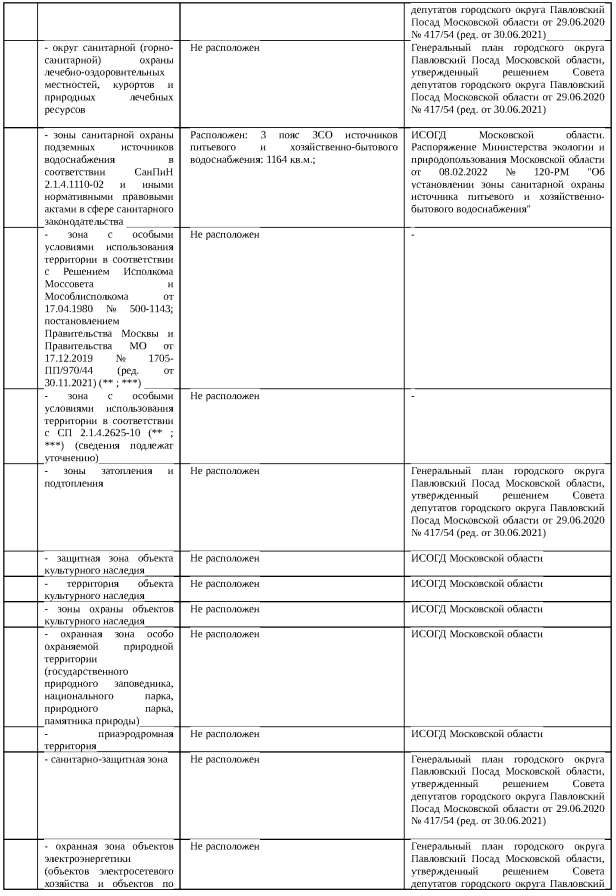 депутатов городского округа Павловский
Посад Московской области от 29.06.2020
№ 417/54 (ред. от 30.06.2021)
- округ санитарной (горно-
санитарной) охраны
лечебно-оздоровительных
местностей, курортов и
природных лечебных
ресурсов
Не расположен
Генеральный план городского округа
Павловский Посад Московской области,
утвержденный решением Совета
депутатов городского округа Павловский
Посад Московской области от 29.06.2020
№ 417/54 (ред. от 30.06.2021)
- зоны санитарной охраны
подземных источников
водоснабжения в
соответствии СанПиН
2.1.4.1110-02 и иными
нормативными правовыми
актами в сфере санитарного
законодательства
Расположен: 3 пояс ЗСО источников
питьевого и хозяйственно-бытового
водоснабжения: 1164 кв.м.;
ИСОГД Московской области.
Распоряжение Министерства экологии и
природопользования Московской области
от 08.02.2022 № 120-РМ "Об
установлении зоны санитарной охраны
источника питьевого и хозяйственно-
бытового водоснабжения"
- зона с особыми
условиями использования
территории в соответствии
с Решением Исполкома
Моссовета и
Мособлисполкома от
17.04.1980 № 500-1143;
постановлением
Правительства Москвы и
Правительства МО от
17.12.2019 № 1705-
ПП/970/44 (ред. от
30.11.2021) (** ; ***)
Не расположен
-
- зона с особыми
условиями использования
территории в соответствии
с СП 2.1.4.2625-10 (** ;
***) (сведения подлежат
уточнению)
Не расположен
-
- зоны затопления и
подтопления
Не расположен
Генеральный план городского округа
Павловский Посад Московской области,
утвержденный решением Совета
депутатов городского округа Павловский
Посад Московской области от 29.06.2020
№ 417/54 (ред. от 30.06.2021)
- защитная зона объекта
культурного наследия
Не расположен
ИСОГД Московской области
- территория объекта
культурного наследия
Не расположен
ИСОГД Московской области
- зоны охраны объектов
культурного наследия
Не расположен
ИСОГД Московской области
- охранная зона особо
охраняемой природной
территории
(государственного
природного заповедника,
национального парка,
природного парка,
памятника природы)
Не расположен
ИСОГД Московской области
- приаэродромная
территория
Не расположен
ИСОГД Московской области
- санитарно-защитная зона
Не расположен
Генеральный план городского округа
Павловский Посад Московской области,
утвержденный решением Совета
депутатов городского округа Павловский
Посад Московской области от 29.06.2020
№ 417/54 (ред. от 30.06.2021)
- охранная зона объектов
электроэнергетики
(объектов электросетевого
хозяйства и объектов по
Не расположен
Генеральный план городского округа
Павловский Посад Московской области,
утвержденный решением Совета
депутатов городского округа Павловский